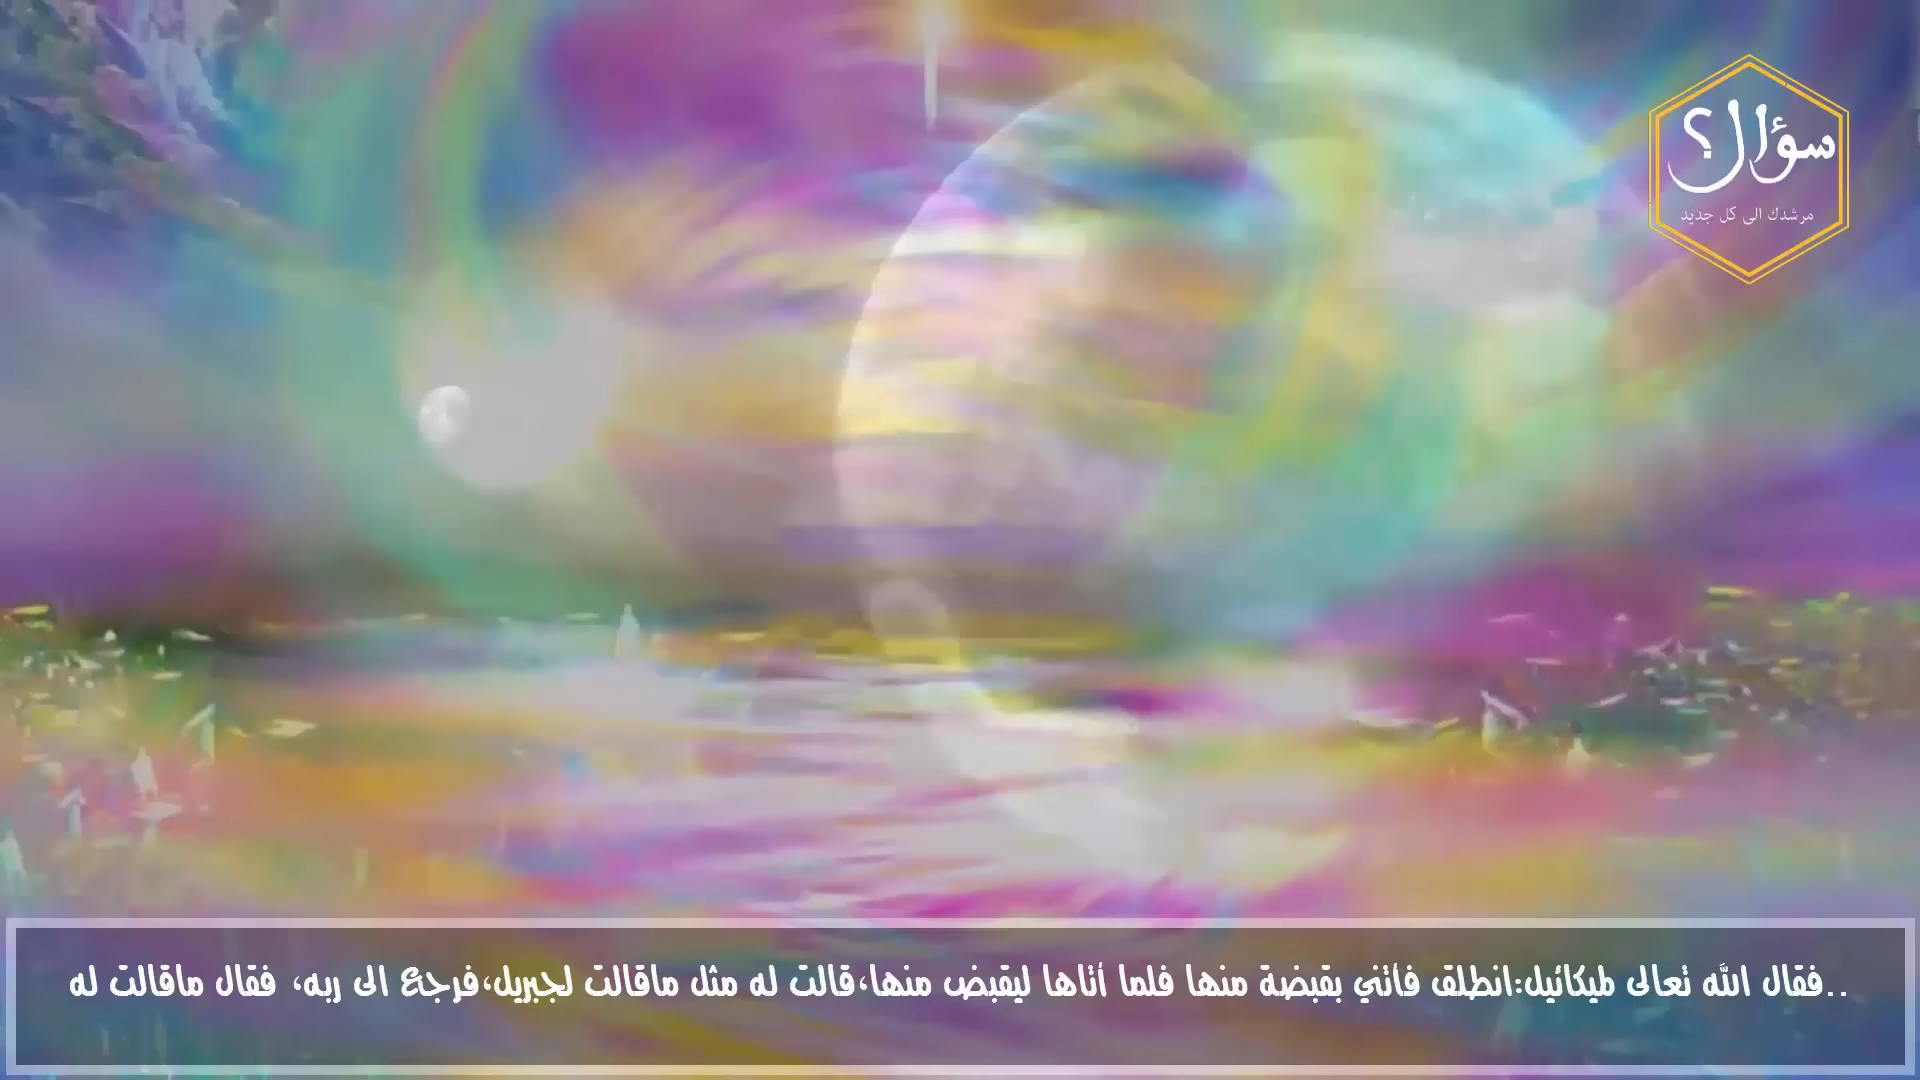 سؤال؟
مرشدك الى كل جديد
..فقال الله تعالى لميكائيل:انطلق فأتني بقبضة منها فلما أتاها ليقبض منها،قالت له مثل ماقالت لجبريل،فرجع الى ربه، فقال ماقالت له